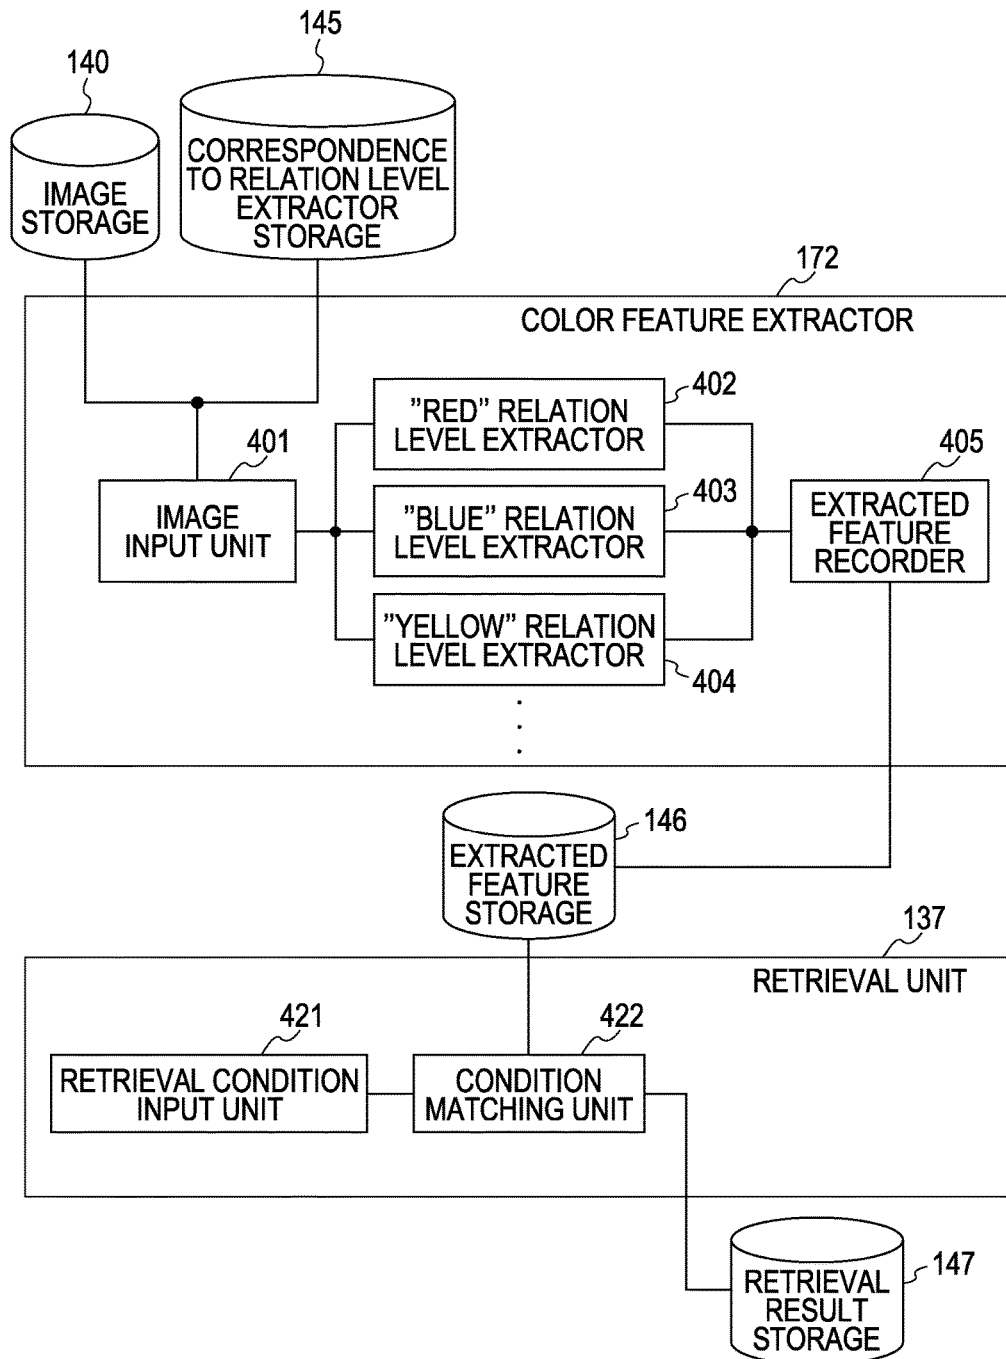 145
140
CORRESPONDENCE
TO RELATION LEVEL
EXTRACTOR
STORAGE
IMAGE
STORAGE
172
COLOR FEATURE EXTRACTOR
402
"RED" RELATION
LEVEL EXTRACTOR
401
IMAGE
INPUT UNIT
403
"BLUE" RELATION
LEVEL EXTRACTOR
405
EXTRACTED
FEATURE
RECORDER
"YELLOW" RELATION
LEVEL EXTRACTOR
404
146
EXTRACTED
FEATURE
STORAGE
137
RETRIEVAL UNIT
421
RETRIEVAL CONDITION
INPUT UNIT
422
CONDITION
MATCHING UNIT
147
RETRIEVAL
RESULT
STORAGE